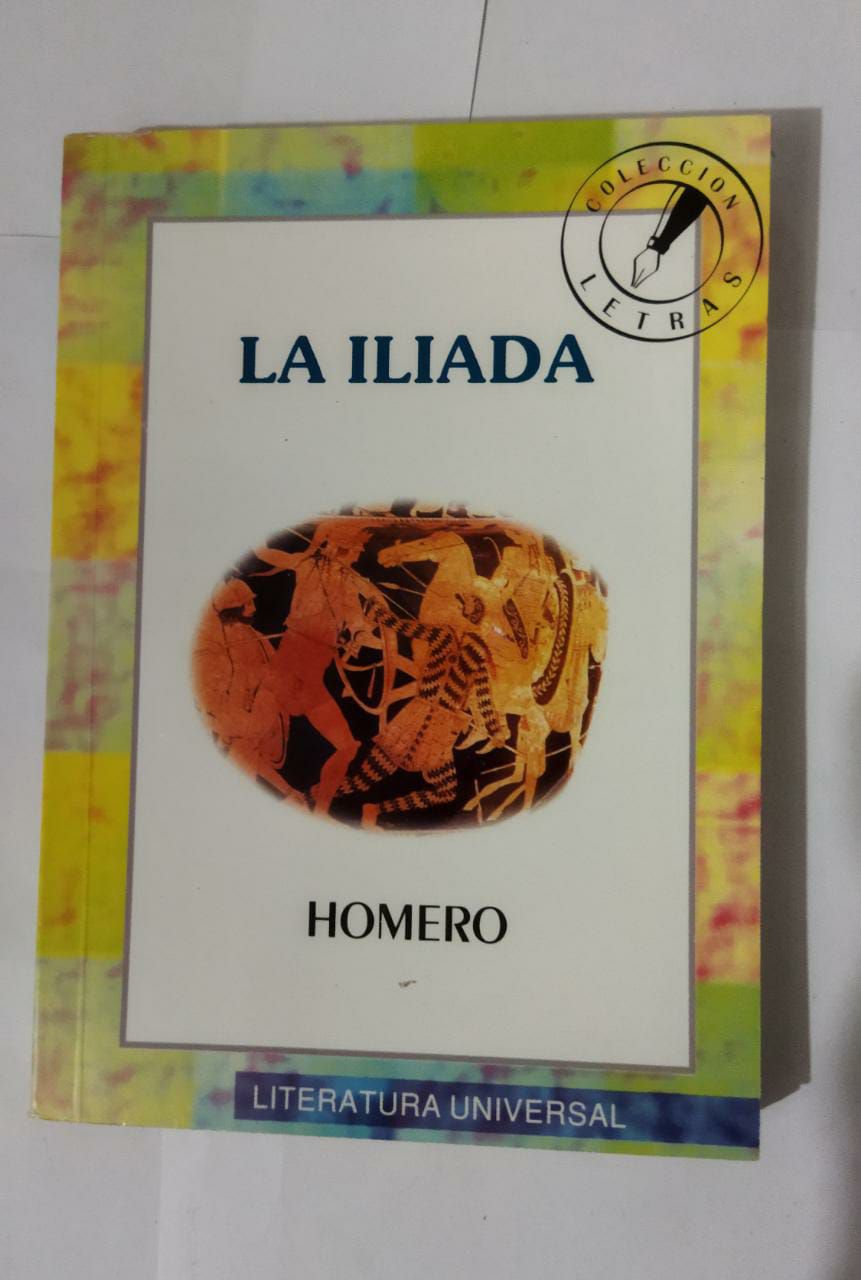 COLECCION
LETRAS
LA ILIADA
HOMERO
LITERATURA UNIVERSAL